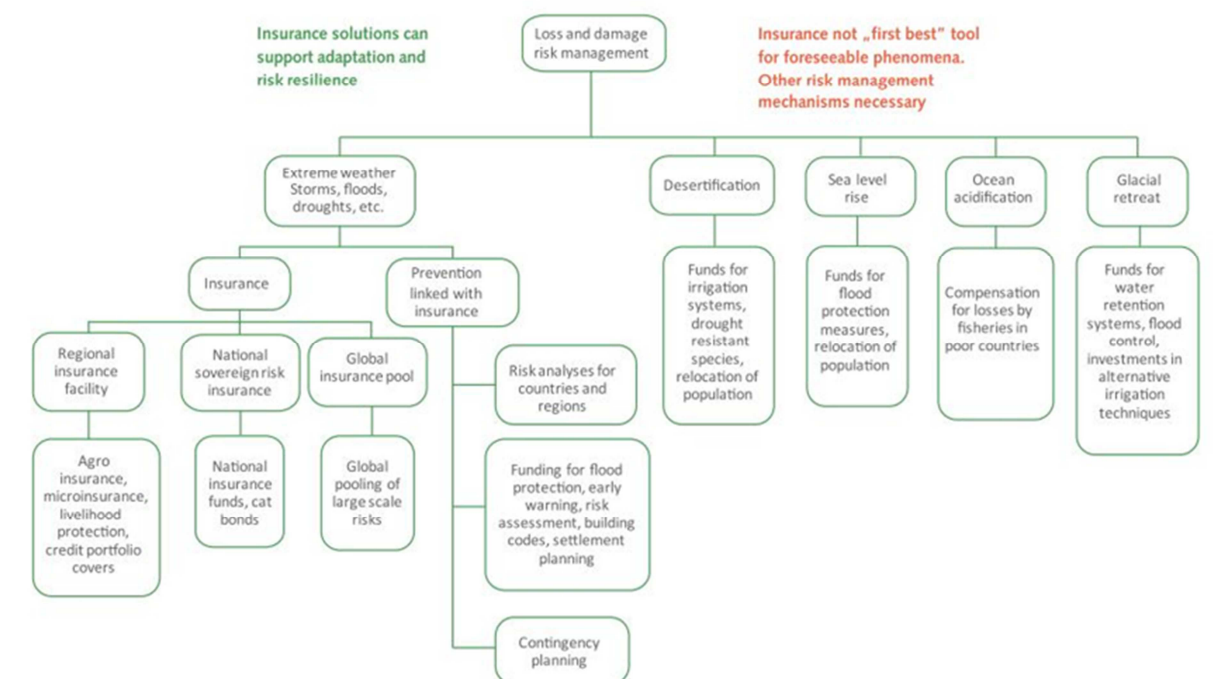 Insurance solutions can
support adaptation and
risk resilience
Loss and damage
risk management
Insurance not „first best” tool
for foreseeable phenomena.
Other risk management
mechanisms necessary
Extreme weather
Storms, floods,
droughts, etc.
Desertification
Sea level
rise
Ocean
acidification
Glacial
retreat
Insurance
Prevention
linked with
insurance
Funds for
irrigation
systems,
drought
resistant
species,
relocation of
population
Funds for
flood
protection
measures,
relocation of
population
Compensation
for losses by
fisheries in
poor countries
Funds for
water
retention
systems, flood
control,
investments in
alternative
irrigation
techniques
Regional
insurance
facility
National
sovereign risk
insurance
Global
insurance pool
Risk analyses for
countries and
regions
Agro
insurance,
microinsurance,
livelihood
protection,
credit portfolio
covers
National
insurance
funds, cat
bonds
Global
pooling of
large scale
risks
Funding for flood
protection, early
warning, risk
assessment, building
codes, settlement
planning
Contingency
planning